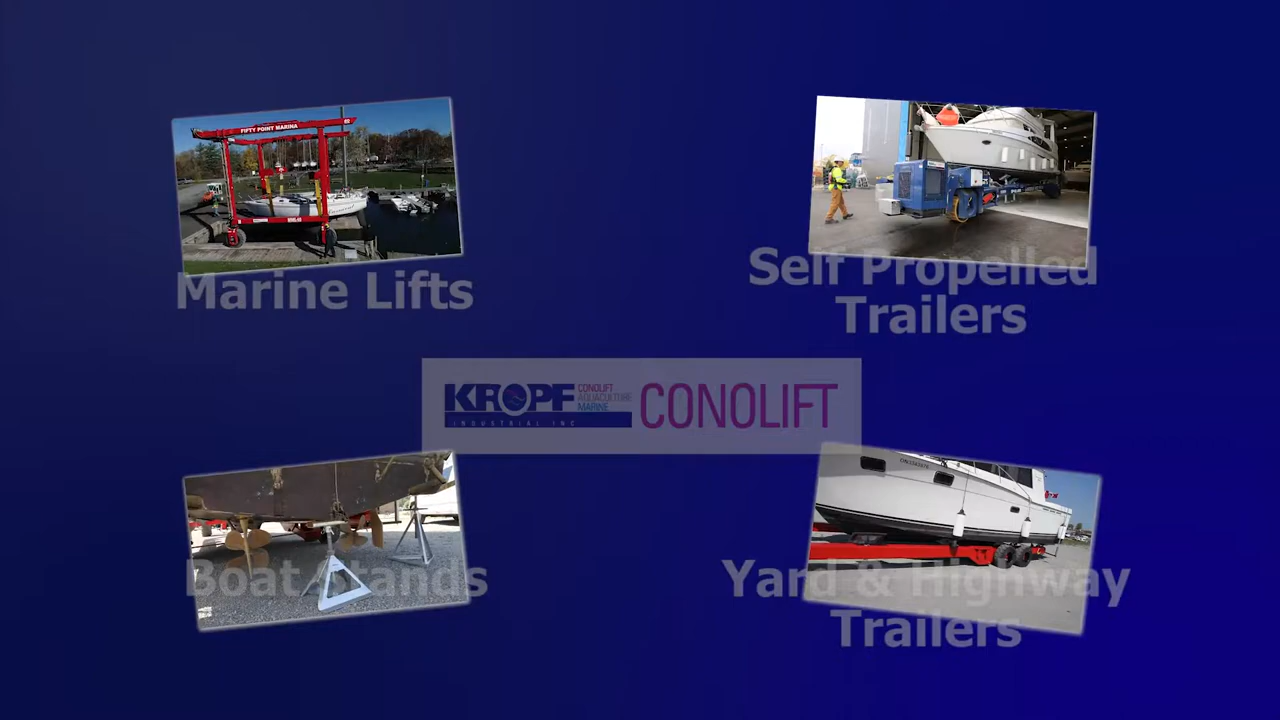 FIFTY POINT MARINA
Marine Lifts
Self Propelled
Trailers
KROPF CONOLIFT
AQUACULTURE
MARINE
INDUSTRIAL INC
CONOLIFT
Boat Stands
Yard & Highway
Trailers